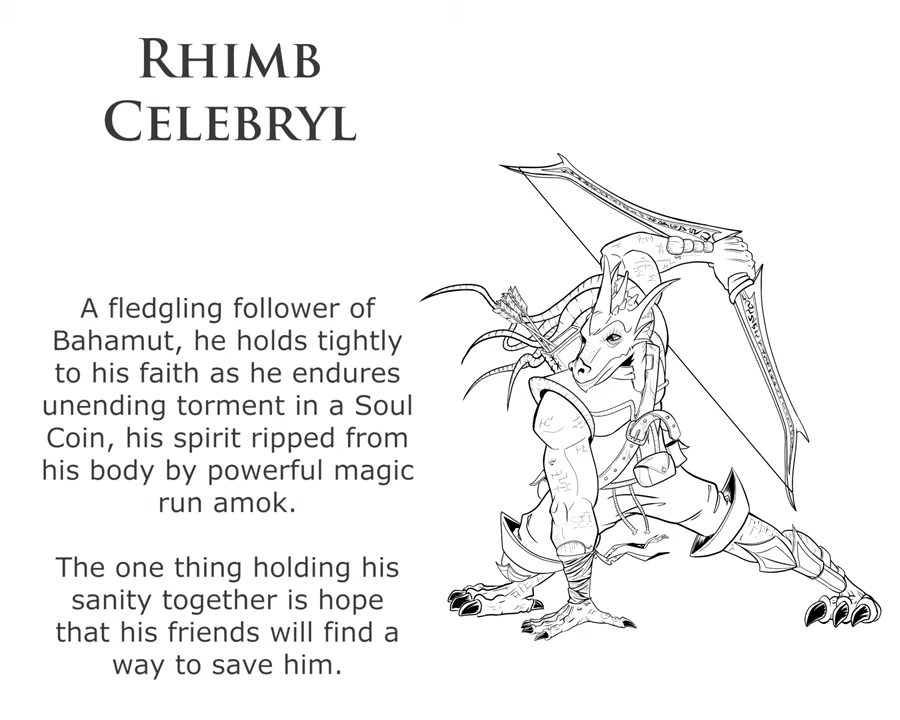 Rhimb
Celebryl
A fledgling follower of
Bahamut, he holds tightly
to his faith as he endures
unending torment in a Soul
Coin, his spirit ripped from
his body by powerful magic
run amok.
The one thing holding his
sanity together is hope
that his friends will find a
way to save him.